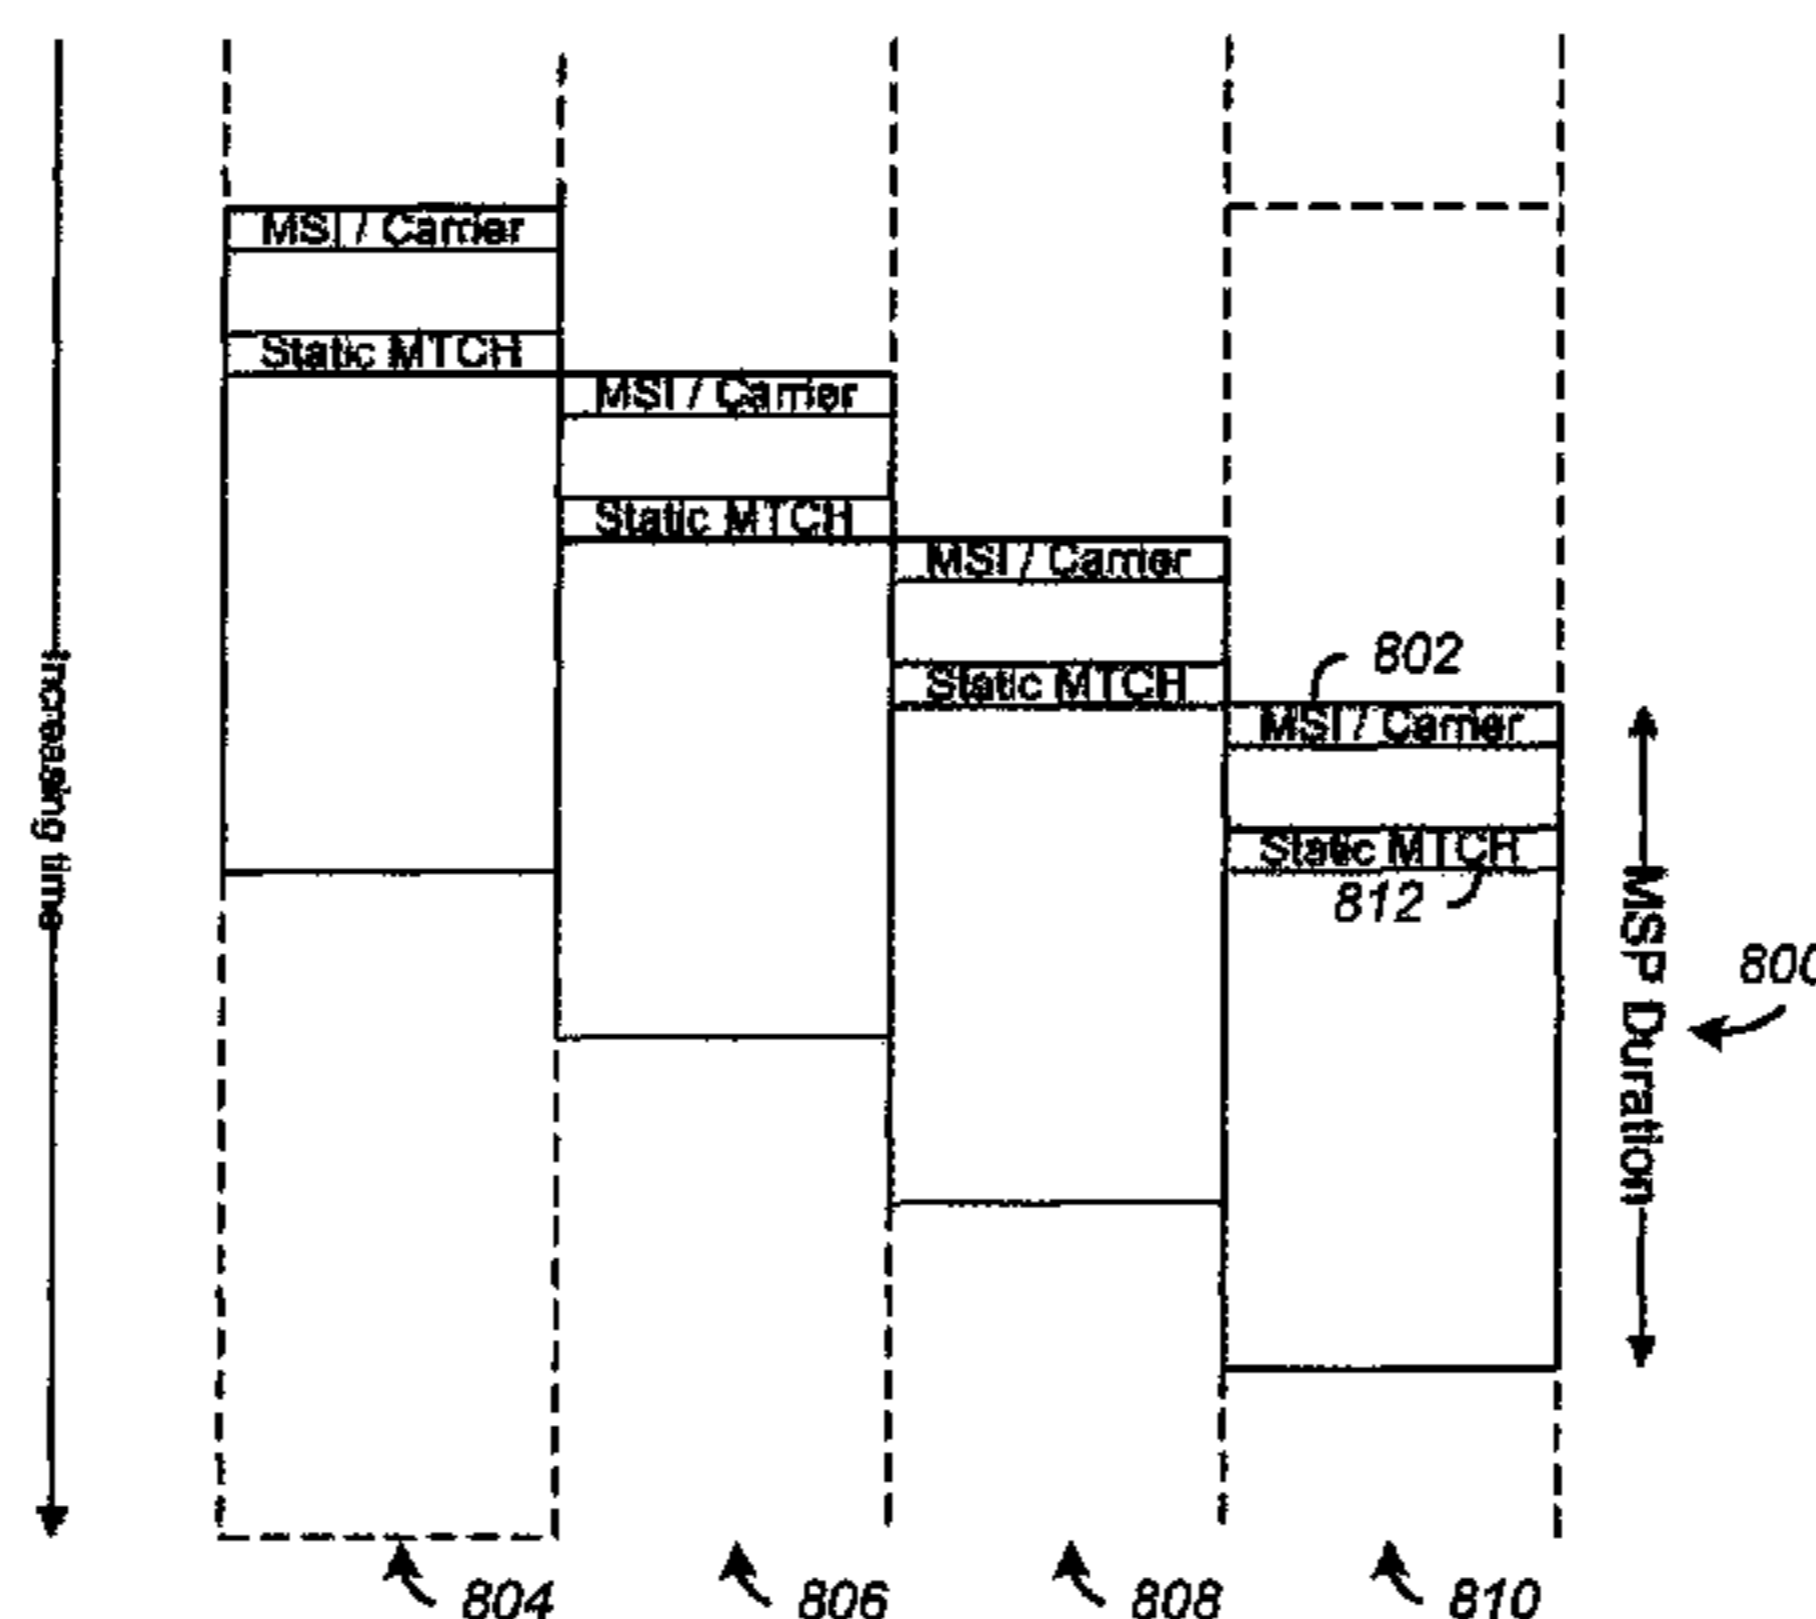 MSI / Carrier
Static MTCH
MSI / Carrier
Static MTCH
MSI / Carrier
Static MTCH
802
MSI / Carrier
Static MTCH
812
Increasing time
MSP Duration
800
804
806
808
810